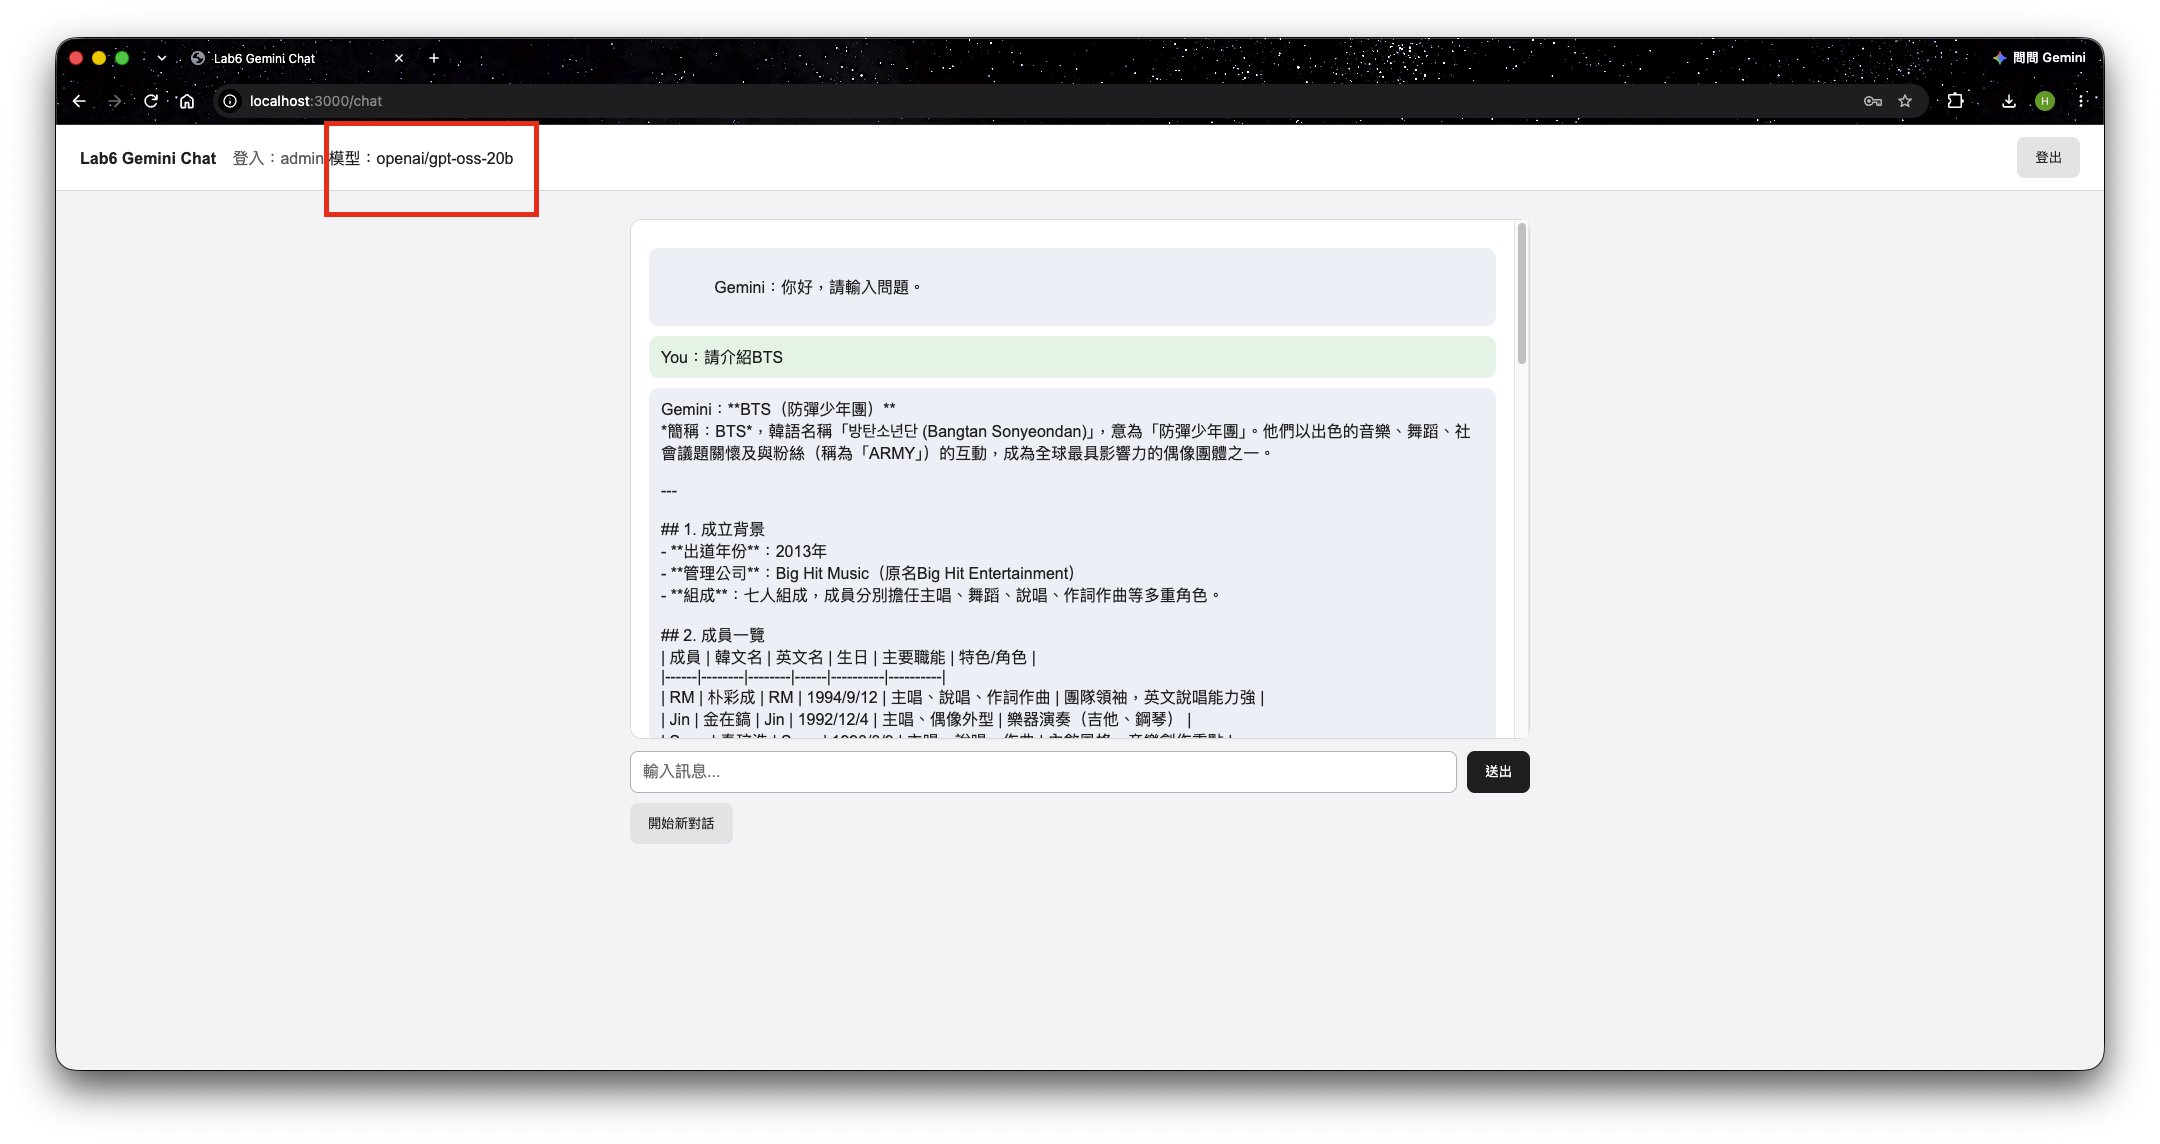 Lab6 Gemini Chat
問問 Gemini
localhost:3000/chat
H
Lab6 Gemini Chat 登入：admin 模型：openai/gpt-oss-20b
登出
Gemini：你好，請輸入問題。
You：請介紹BTS
Gemini：**BTS（防彈少年團）**
*簡稱：BTS*，韓語名稱「방탄소년단 (Bangtan Sonyeondan)」，意為「防彈少年團」。他們以出色的音樂、舞蹈、社
會議題關懷及與粉絲（稱為「ARMY」）的互動，成為全球最具影響力的偶像團體之一。
---
## 1. 成立背景
- **出道年份**：2013年
- **管理公司**：Big Hit Music（原名Big Hit Entertainment）
- **組成**：七人組成，成員分別擔任主唱、舞蹈、說唱、作詞作曲等多重角色。
## 2. 成員一覽
| 成員 | 韓文名 | 英文名 | 生日 | 主要職能 | 特色/角色 |
|------|--------|--------|------|----------|----------|
| RM | 朴彩成 | RM | 1994/9/12 | 主唱、說唱、作詞作曲 | 團隊領袖，英文說唱能力強 |
| Jin | 金在鎬 | Jin | 1992/12/4 | 主唱、偶像外型 | 樂器演奏（吉他、鋼琴） |
輸入訊息...
送出
開始新對話